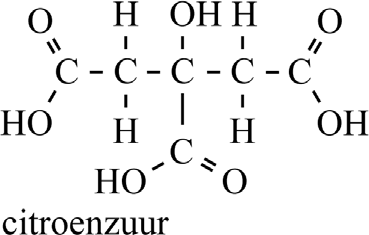 O H OH H O
C - C - C - C - C
HO H H OH
C
HO O
citroenzuur